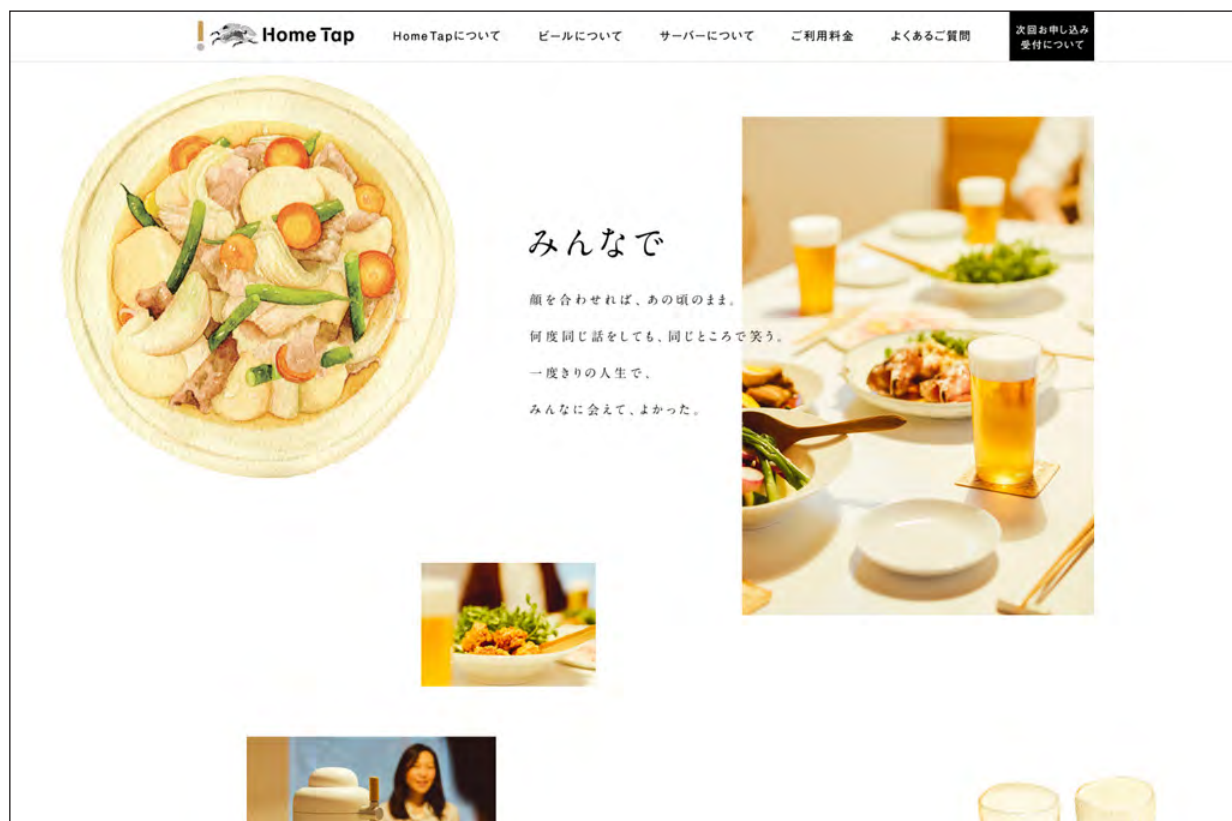 Home Tap
HomeTapについて
ビールについて
サーバーについて
ご利用料金
よくあるご質問
次回お申し込み
受付について
みんなで
顔を合わせれば、あの頃のまま。
何度同じ話をしても、同じところで笑う。
一度きりの人生で、
みんなに会えて、よかった。